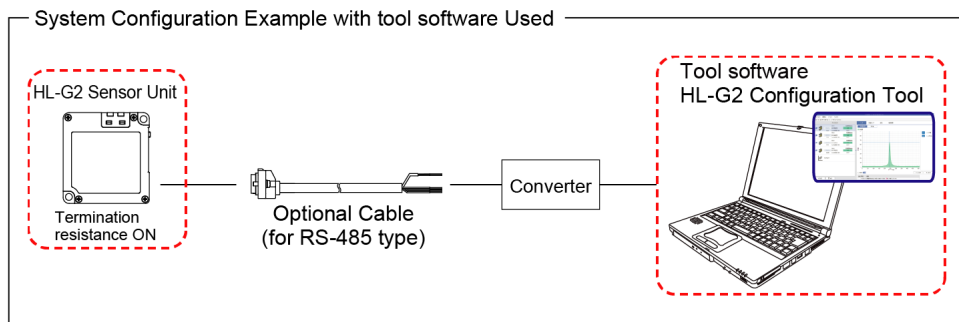 System Configuration Example with tool software Used
HL-G2 Sensor Unit
Termination
resistance ON
Optional Cable
(for RS-485 type)
Converter
Tool software
HL-G2 Configuration Tool